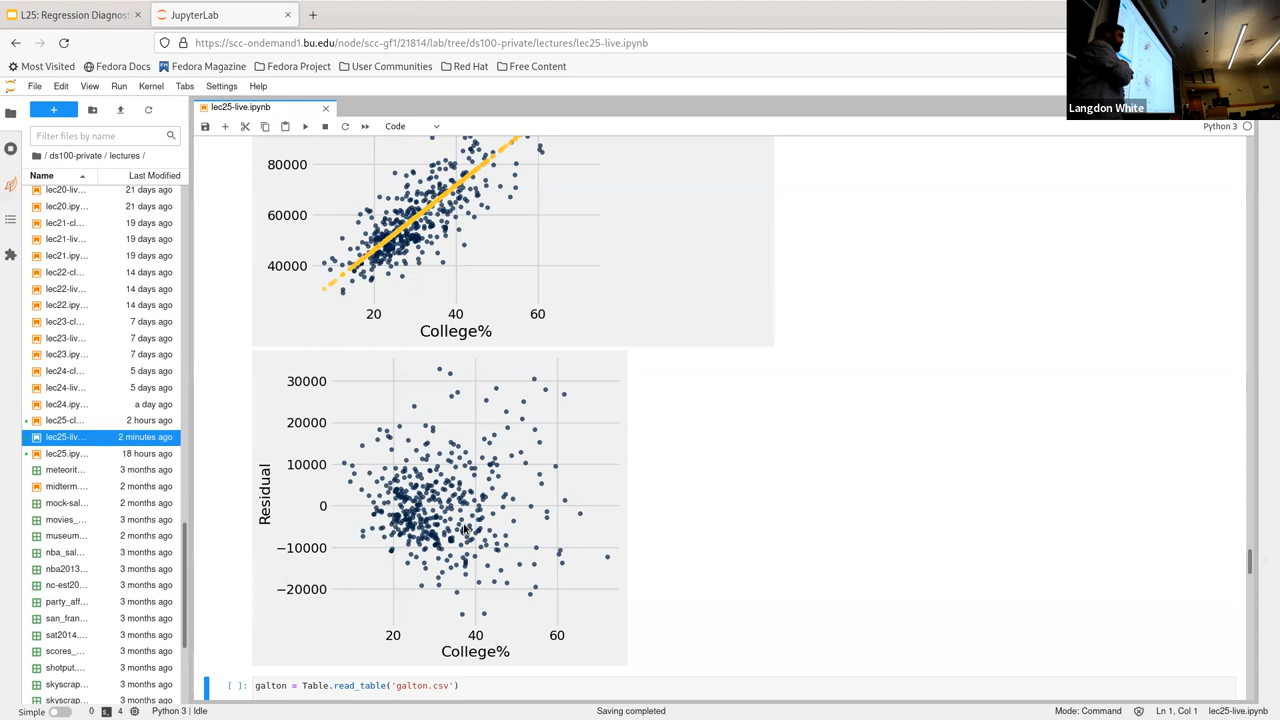 L25: Regression Diagnos
JupyterLab
https://scc-ondemand1.bu.edu/node/scc-gf1/21814/lab/tree/ds100-private/lectures/lec25-live.ipynb
Most Visited
Fedora Docs
Fedora Magazine
Fedora Project
User Communities
Red Hat
Free Content
Langdon White
File Edit View Run Kernel Tabs Settings Help
lec25-live.ipynb
Code
Python 3
Filter files by name
/ ds100-private / lectures /
Name Last Modified
lec20-liv... 21 days ago
lec20.ipy... 21 days ago
lec21-cl... 19 days ago
lec21-liv... 19 days ago
lec21.ipy... 19 days ago
lec22-cl... 14 days ago
lec22-liv... 14 days ago
lec22.ipy... 14 days ago
lec23-cl... 7 days ago
lec23-liv... 7 days ago
lec23.ipy... 7 days ago
lec24-cl... 5 days ago
lec24-liv... 5 days ago
lec24.ipy... a day ago
lec25-cl... 2 hours ago
lec25-liv... 2 minutes ago
lec25.ipy... 18 hours ago
meteorit... 3 months ago
midterm.... 2 months ago
mock-sal... 2 months ago
movies_... 3 months ago
museum... 2 months ago
nba_sal... 3 months ago
nba2013... 3 months ago
nc-est20... 3 months ago
party_aff... 3 months ago
san_fran... 3 months ago
sat2014.... 3 months ago
scores_... 3 months ago
shotput.... 3 months ago
skyscrap... 3 months ago
skyscrap... 3 months ago
80000
60000
40000
20 40 60
College%
30000
20000
10000
0
−10000
−20000
Residual
20 40 60
College%
[ ]: galton = Table.read_table('galton.csv')
Simple 0 4 Python 3 | Idle Saving completed Mode: Command Ln 1, Col 1 lec25-live.ipynb